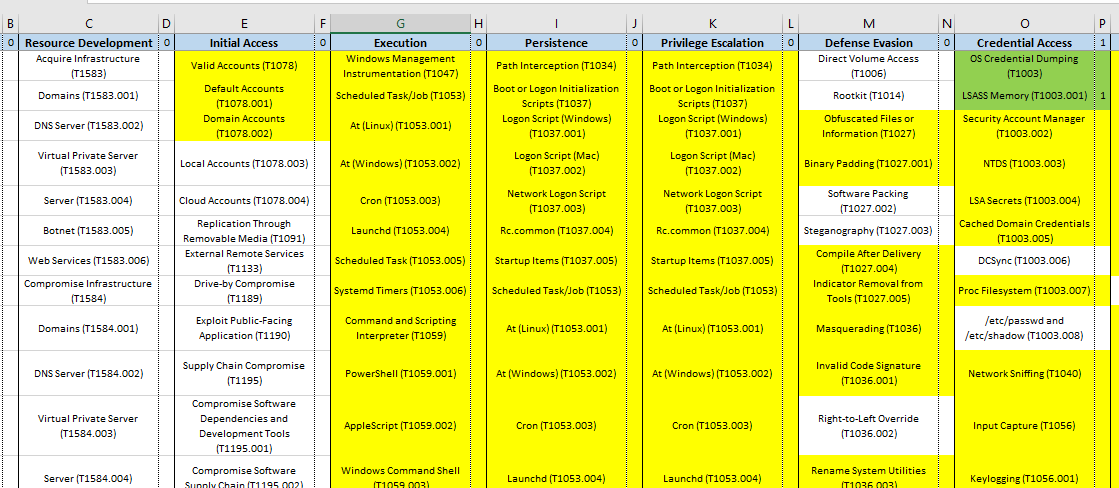 B C D E F G H I J K L M N O P
0 Resource Development 0 Initial Access 0 Execution 0 Persistence 0 Privilege Escalation 0 Defense Evasion 0 Credential Access 1
Acquire Infrastructure
(T1583)
Valid Accounts (T1078)
Windows Management
Instrumentation (T1047)
Path Interception (T1034)
Path Interception (T1034)
Direct Volume Access
(T1006)
OS Credential Dumping
(T1003)
Domains (T1583.001)
Default Accounts
(T1078.001)
Scheduled Task/Job (T1053)
Boot or Logon Initialization
Scripts (T1037)
Boot or Logon Initialization
Scripts (T1037)
Rootkit (T1014)
LSASS Memory (T1003.001) 1
DNS Server (T1583.002)
Domain Accounts
(T1078.002)
At (Linux) (T1053.001)
Logon Script (Windows)
(T1037.001)
Logon Script (Windows)
(T1037.001)
Obfuscated Files or
Information (T1027)
Security Account Manager
(T1003.002)
Virtual Private Server
(T1583.003)
Local Accounts (T1078.003)
At (Windows) (T1053.002)
Logon Script (Mac)
(T1037.002)
Logon Script (Mac)
(T1037.002)
Binary Padding (T1027.001)
NTDS (T1003.003)
Server (T1583.004)
Cloud Accounts (T1078.004)
Cron (T1053.003)
Network Logon Script
(T1037.003)
Network Logon Script
(T1037.003)
Software Packing
(T1027.002)
LSA Secrets (T1003.004)
Botnet (T1583.005)
Replication Through
Removable Media (T1091)
Launchd (T1053.004)
Rc.common (T1037.004)
Rc.common (T1037.004)
Steganography (T1027.003)
Cached Domain Credentials
(T1003.005)
Web Services (T1583.006)
External Remote Services
(T1133)
Scheduled Task (T1053.005)
Startup Items (T1037.005)
Startup Items (T1037.005)
Compile After Delivery
(T1027.004)
DCSync (T1003.006)
Compromise Infrastructure
(T1584)
Drive-by Compromise
(T1189)
Systemd Timers (T1053.006)
Scheduled Task/Job (T1053)
Scheduled Task/Job (T1053)
Indicator Removal from
Tools (T1027.005)
Proc Filesystem (T1003.007)
Domains (T1584.001)
Exploit Public-Facing
Application (T1190)
Command and Scripting
Interpreter (T1059)
At (Linux) (T1053.001)
At (Linux) (T1053.001)
Masquerading (T1036)
/etc/passwd and
/etc/shadow (T1003.008)
DNS Server (T1584.002)
Supply Chain Compromise
(T1195)
PowerShell (T1059.001)
At (Windows) (T1053.002)
At (Windows) (T1053.002)
Invalid Code Signature
(T1036.001)
Network Sniffing (T1040)
Virtual Private Server
(T1584.003)
Compromise Software
Dependencies and
Development Tools
(T1195.001)
AppleScript (T1059.002)
Cron (T1053.003)
Cron (T1053.003)
Right-to-Left Override
(T1036.002)
Input Capture (T1056)
Server (T1584.004)
Compromise Software
Supply Chain (T1195.002)
Windows Command Shell
(T1059.003)
Launchd (T1053.004)
Launchd (T1053.004)
Rename System Utilities
(T1036.003)
Keylogging (T1056.001)